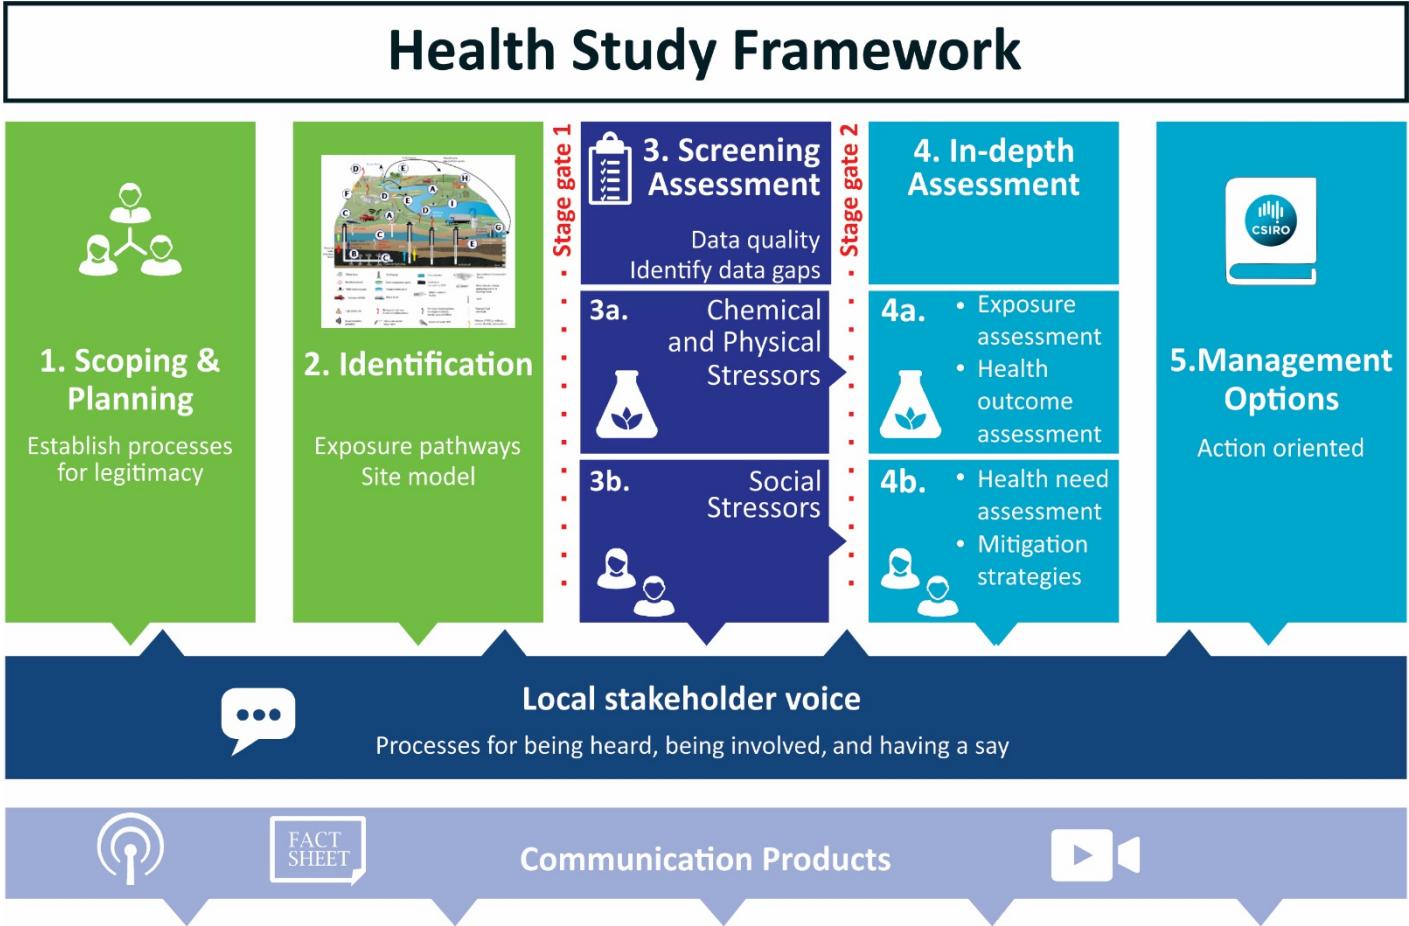 Health Study Framework
1. Scoping &
Planning
Establish processes
for legitimacy
2. Identification
Exposure pathways
Site model
Stage gate 1
3. Screening
Assessment
Data quality
Identify data gaps
3a. Chemical
and Physical
Stressors
3b. Social
Stressors
Stage gate 2
4. In-depth
Assessment
4a. • Exposure
assessment
• Health
outcome
assessment
4b. • Health need
assessment
• Mitigation
strategies
CSIRO
5.Management
Options
Action oriented
Local stakeholder voice
Processes for being heard, being involved, and having a say
FACT
SHEET
Communication Products